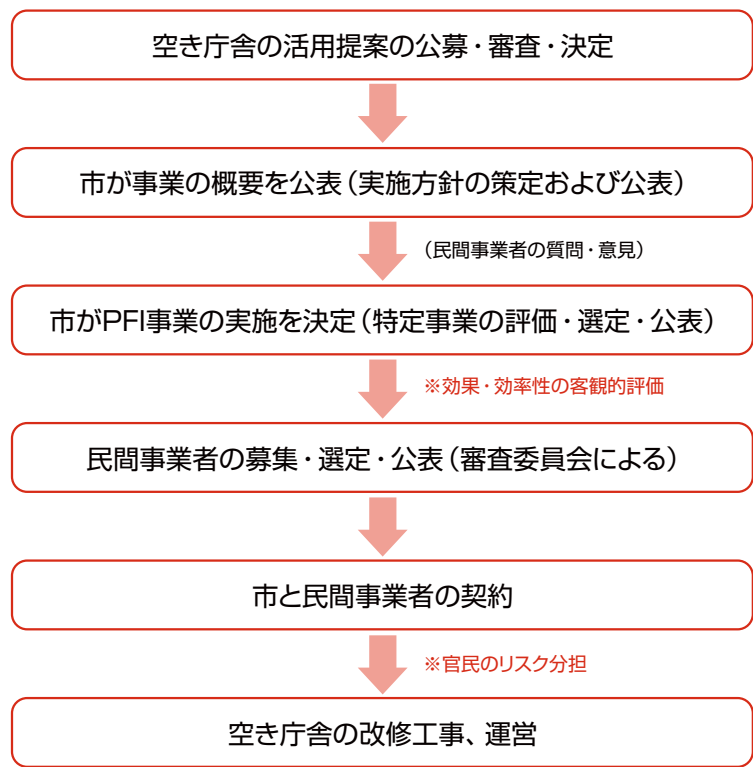 空き庁舎の活用提案の公募・審査・決定
市が事業の概要を公表（実施方針の策定および公表）
（民間事業者の質問・意見）
市がPFI事業の実施を決定（特定事業の評価・選定・公表）
※効果・効率性の客観的評価
民間事業者の募集・選定・公表（審査委員会による）
市と民間事業者の契約
※官民のリスク分担
空き庁舎の改修工事、運営